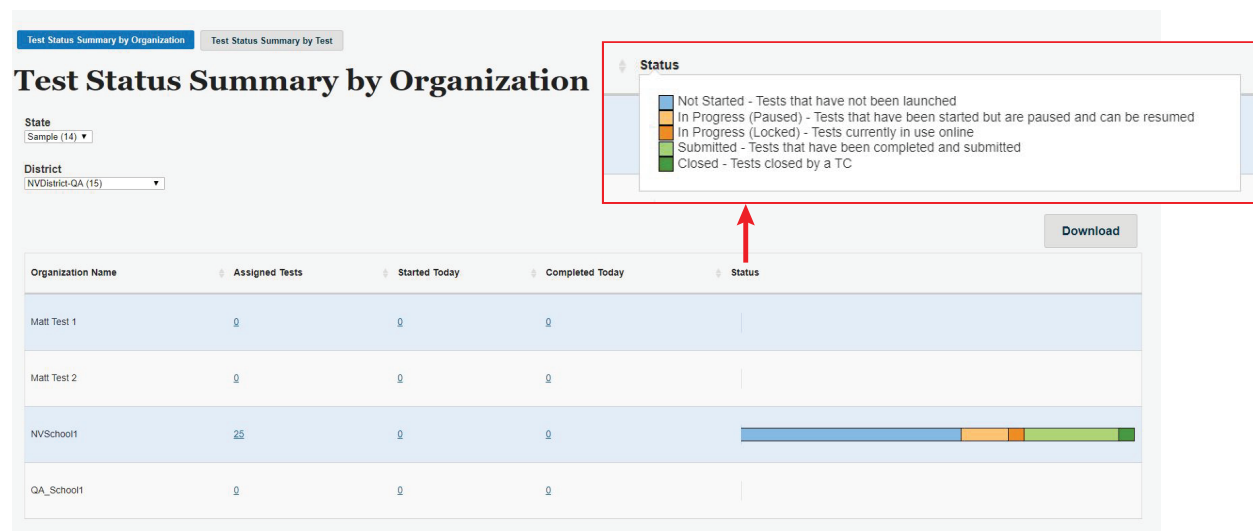 Test Status Summary by Organization
Test Status Summary by Test
Test Status Summary by Organization
State
Sample (14)
District
NVDistrict-QA (15)
Status
Not Started - Tests that have not been launched
In Progress (Paused) - Tests that have been started but are paused and can be resumed
In Progress (Locked) - Tests currently in use online
Submitted - Tests that have been completed and submitted
Closed - Tests closed by a TC
Download
Organization Name Assigned Tests Started Today Completed Today Status
Matt Test 1 0 0 0
Matt Test 2 0 0 0
NVSchool1 25 0 0
QA_School1 0 0 0